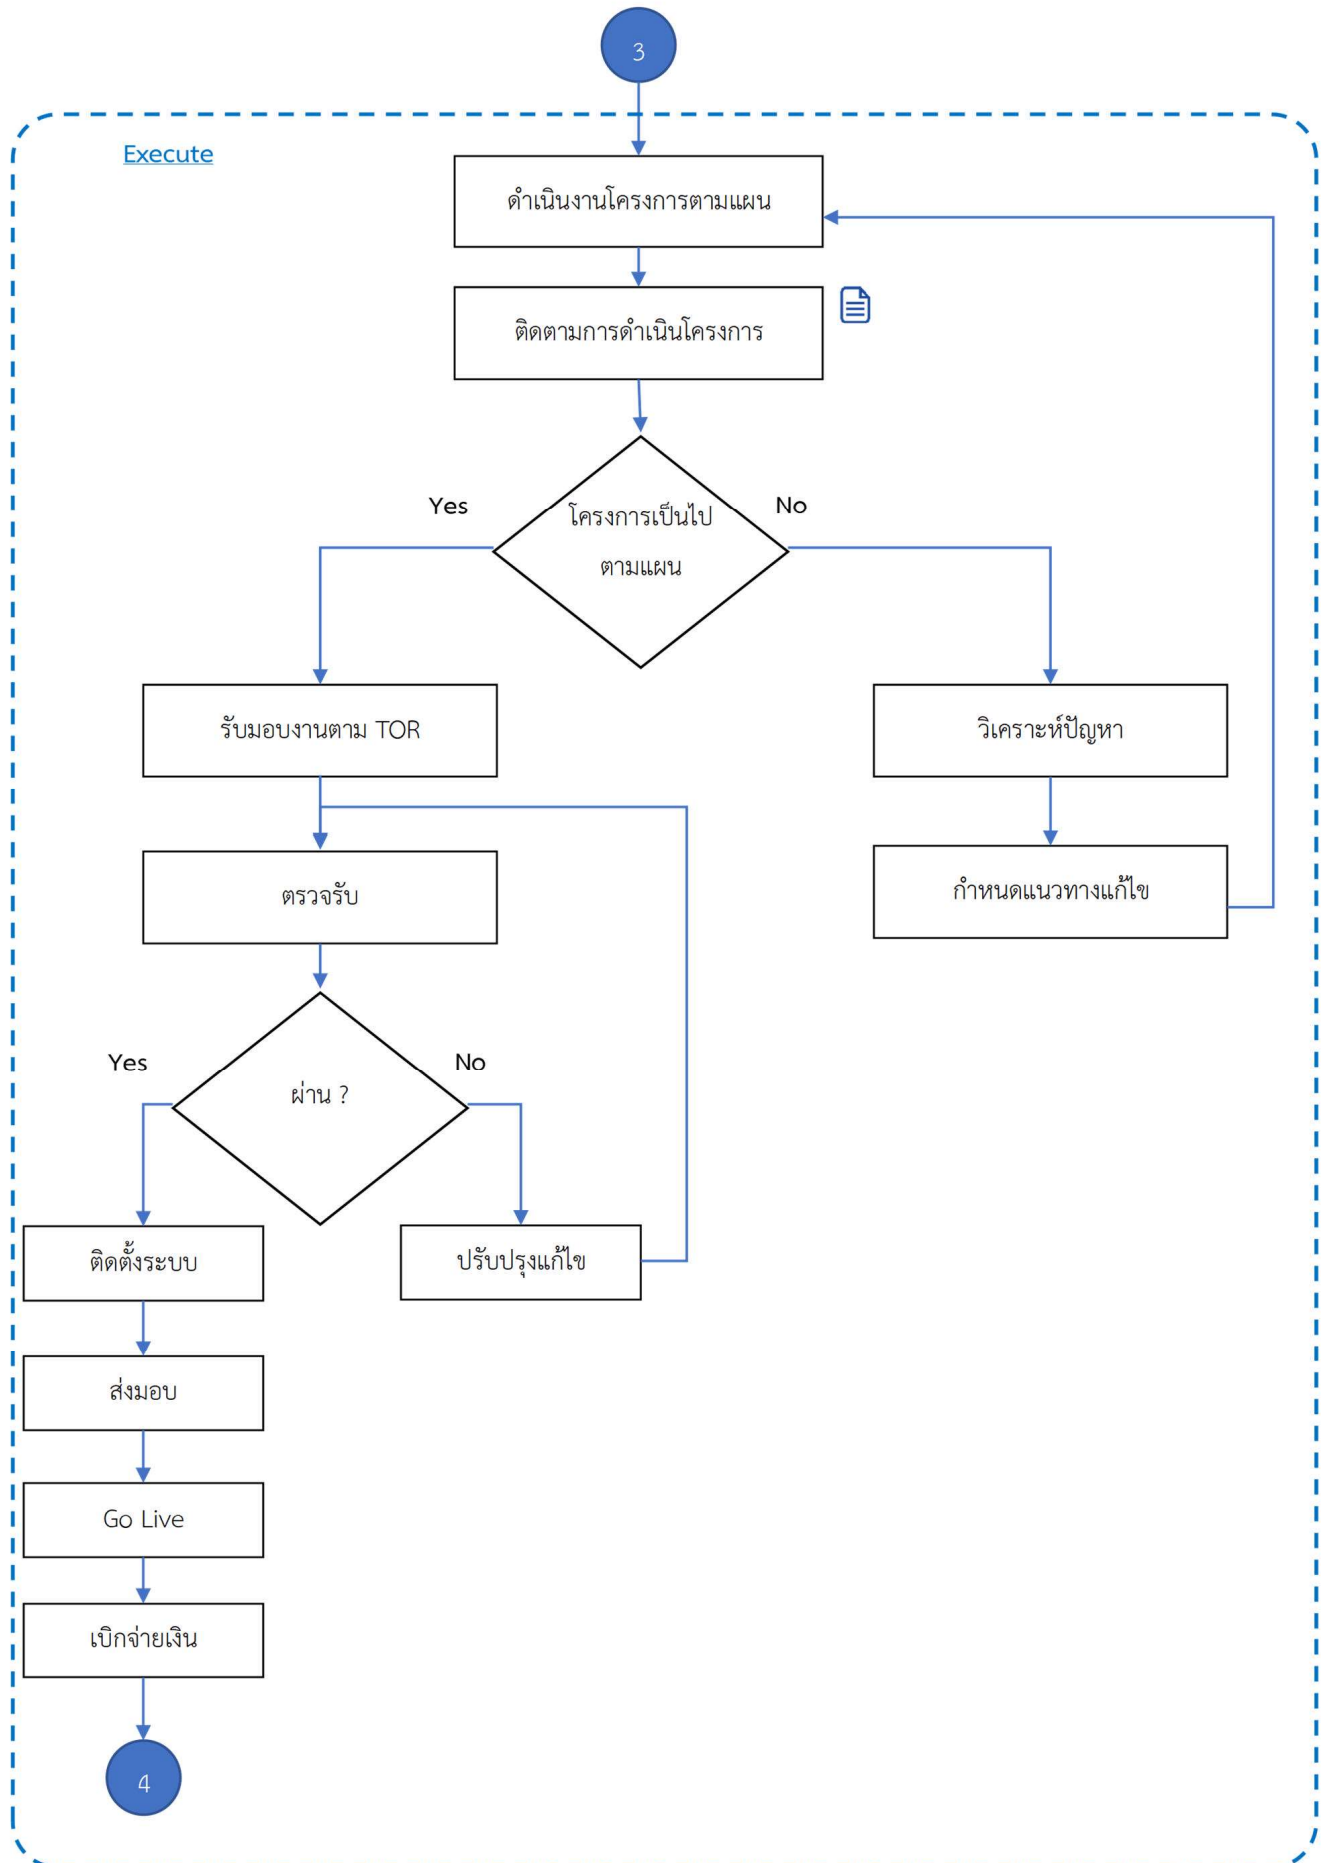 3
Execute
ดำเนินงานโครงการตามแผน
ติดตามการดำเนินโครงการ
Yes
No
โครงการเป็นไป
ตามแผน
รับมอบงานตาม TOR
วิเคราะห์ปัญหา
ตรวจรับ
กำหนดแนวทางแก้ไข
Yes
No
ผ่าน ?
ติดตั้งระบบ
ปรับปรุงแก้ไข
ส่งมอบ
Go Live
เบิกจ่ายเงิน
4